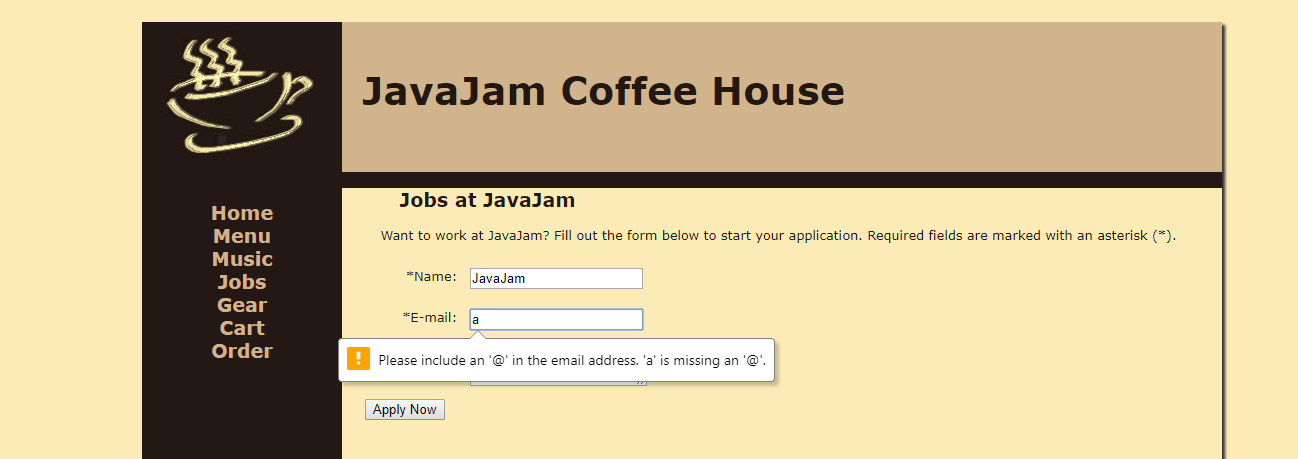 JavaJam Coffee House
Home
Menu
Music
Jobs
Gear
Cart
Order
Jobs at JavaJam
Want to work at JavaJam? Fill out the form below to start your application. Required fields are marked with an asterisk (*).
*Name: JavaJam
*E-mail: a
Please include an '@' in the email address. 'a' is missing an '@'.
Apply Now